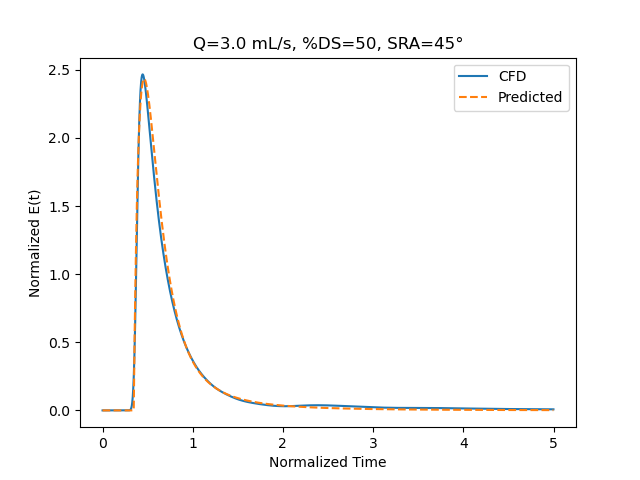 Q=3.0 mL/s, %DS=50, SRA=45°
CFD
Predicted
Normalized E(t)
2.5
2.0
1.5
1.0
0.5
0.0
0 1 2 3 4 5
Normalized Time